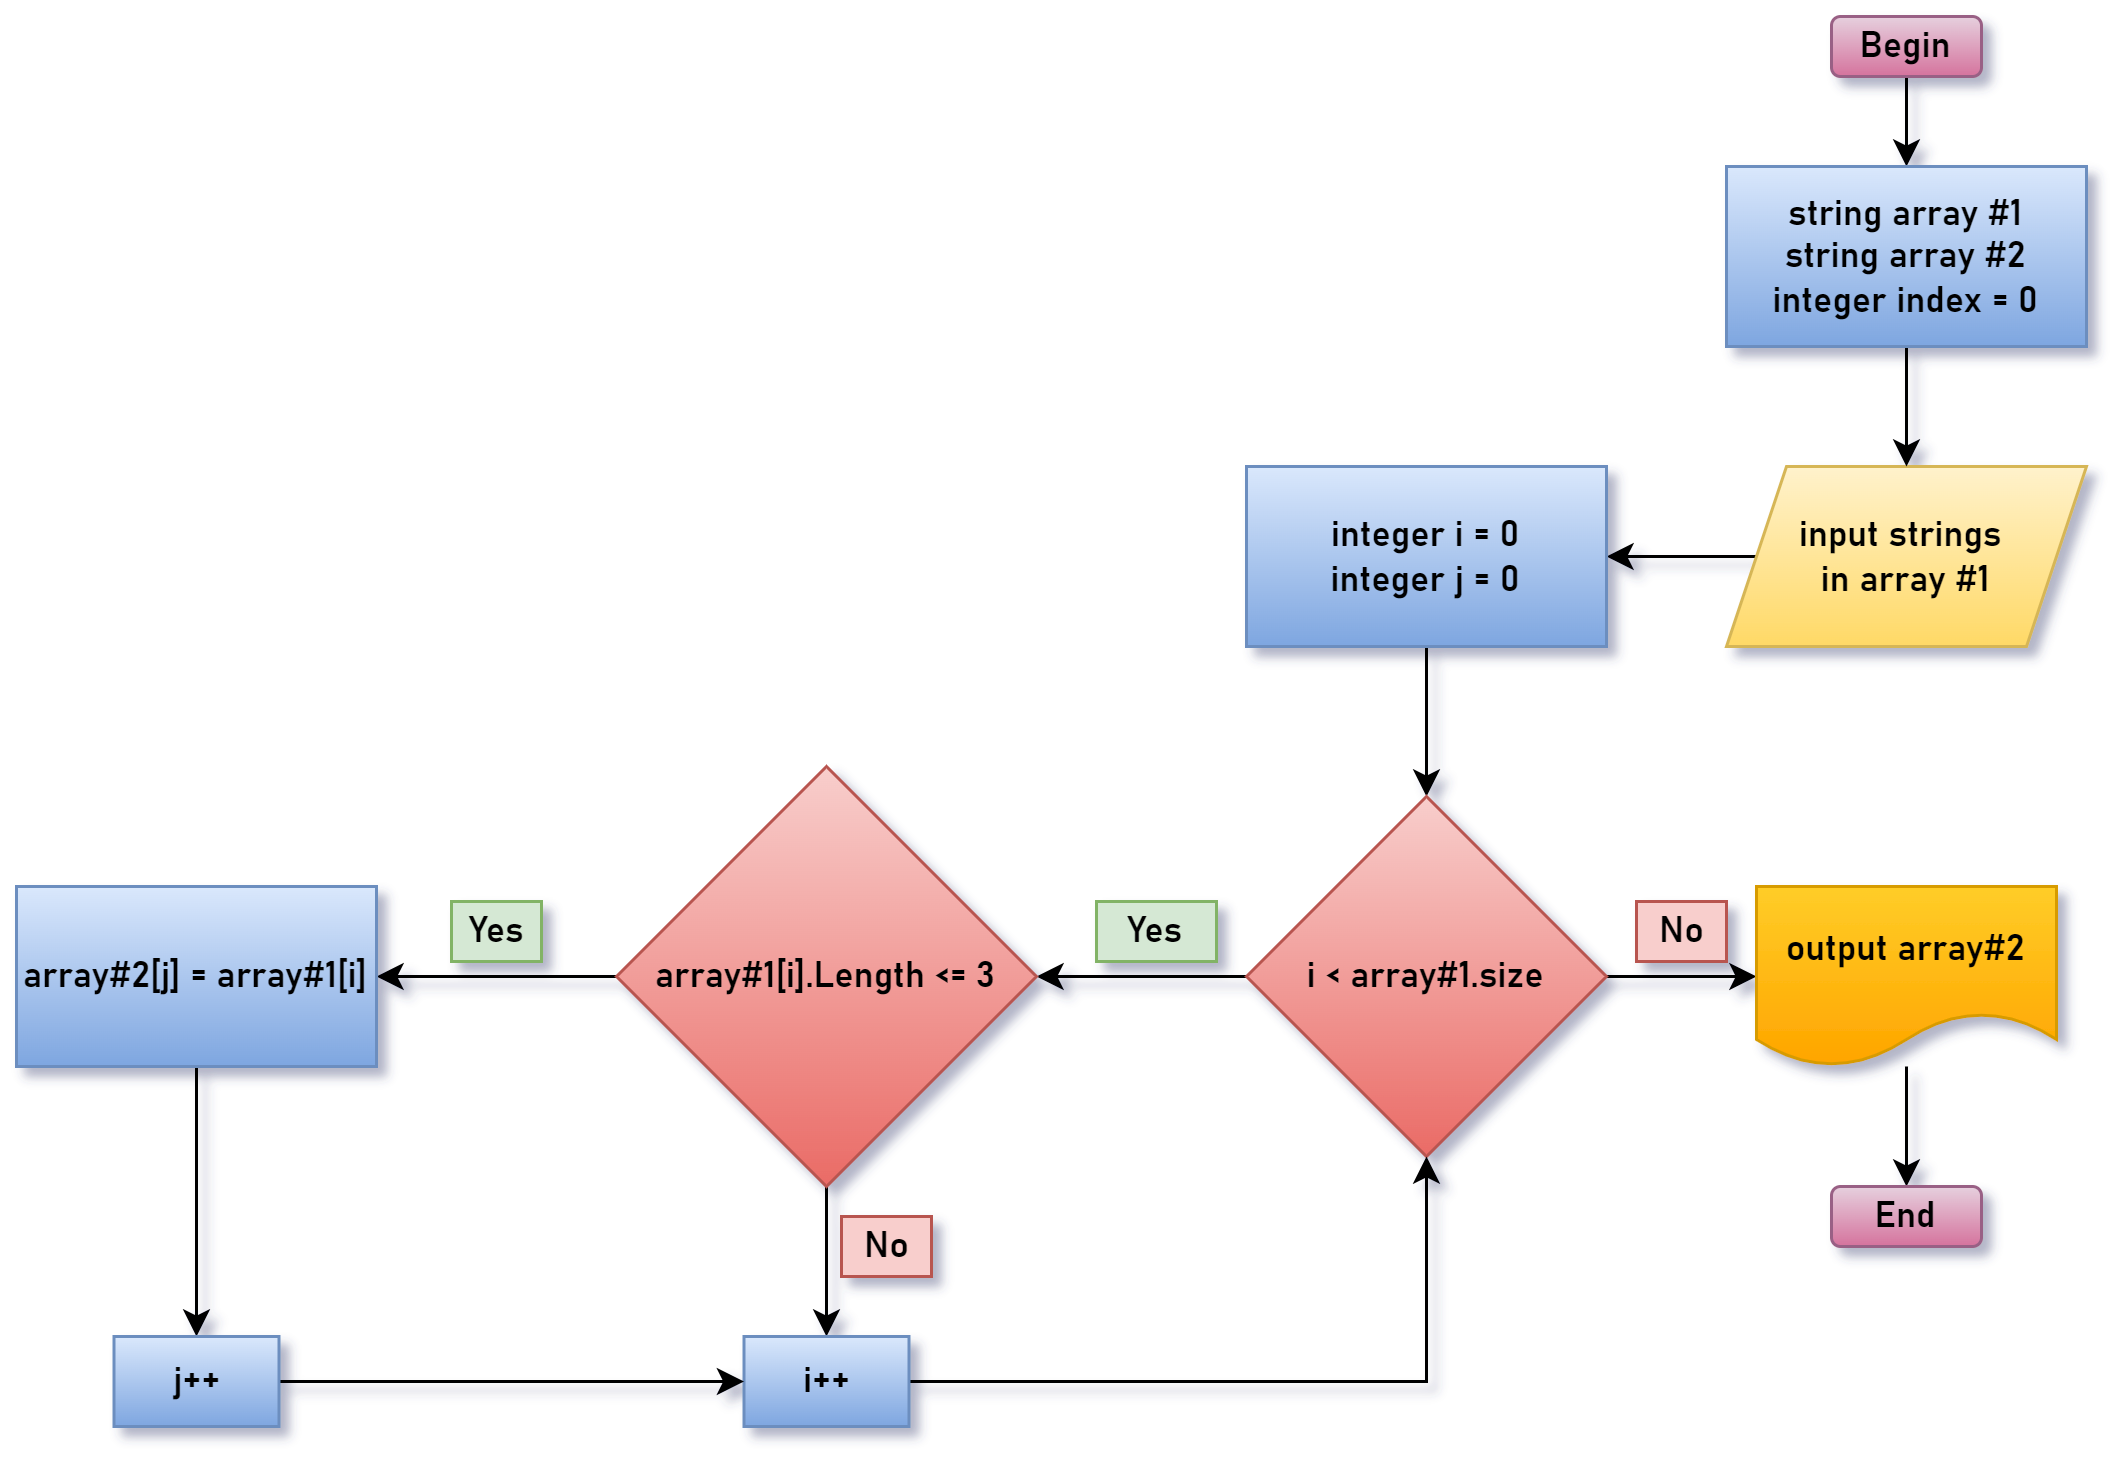 Begin
string array #1
string array #2
integer index = 0
input strings
in array #1
integer i = 0
integer j = 0
i < array#1.size
Yes
No
array#1[i].Length <= 3
Yes
No
array#2[j] = array#1[i]
j++
i++
output array#2
End